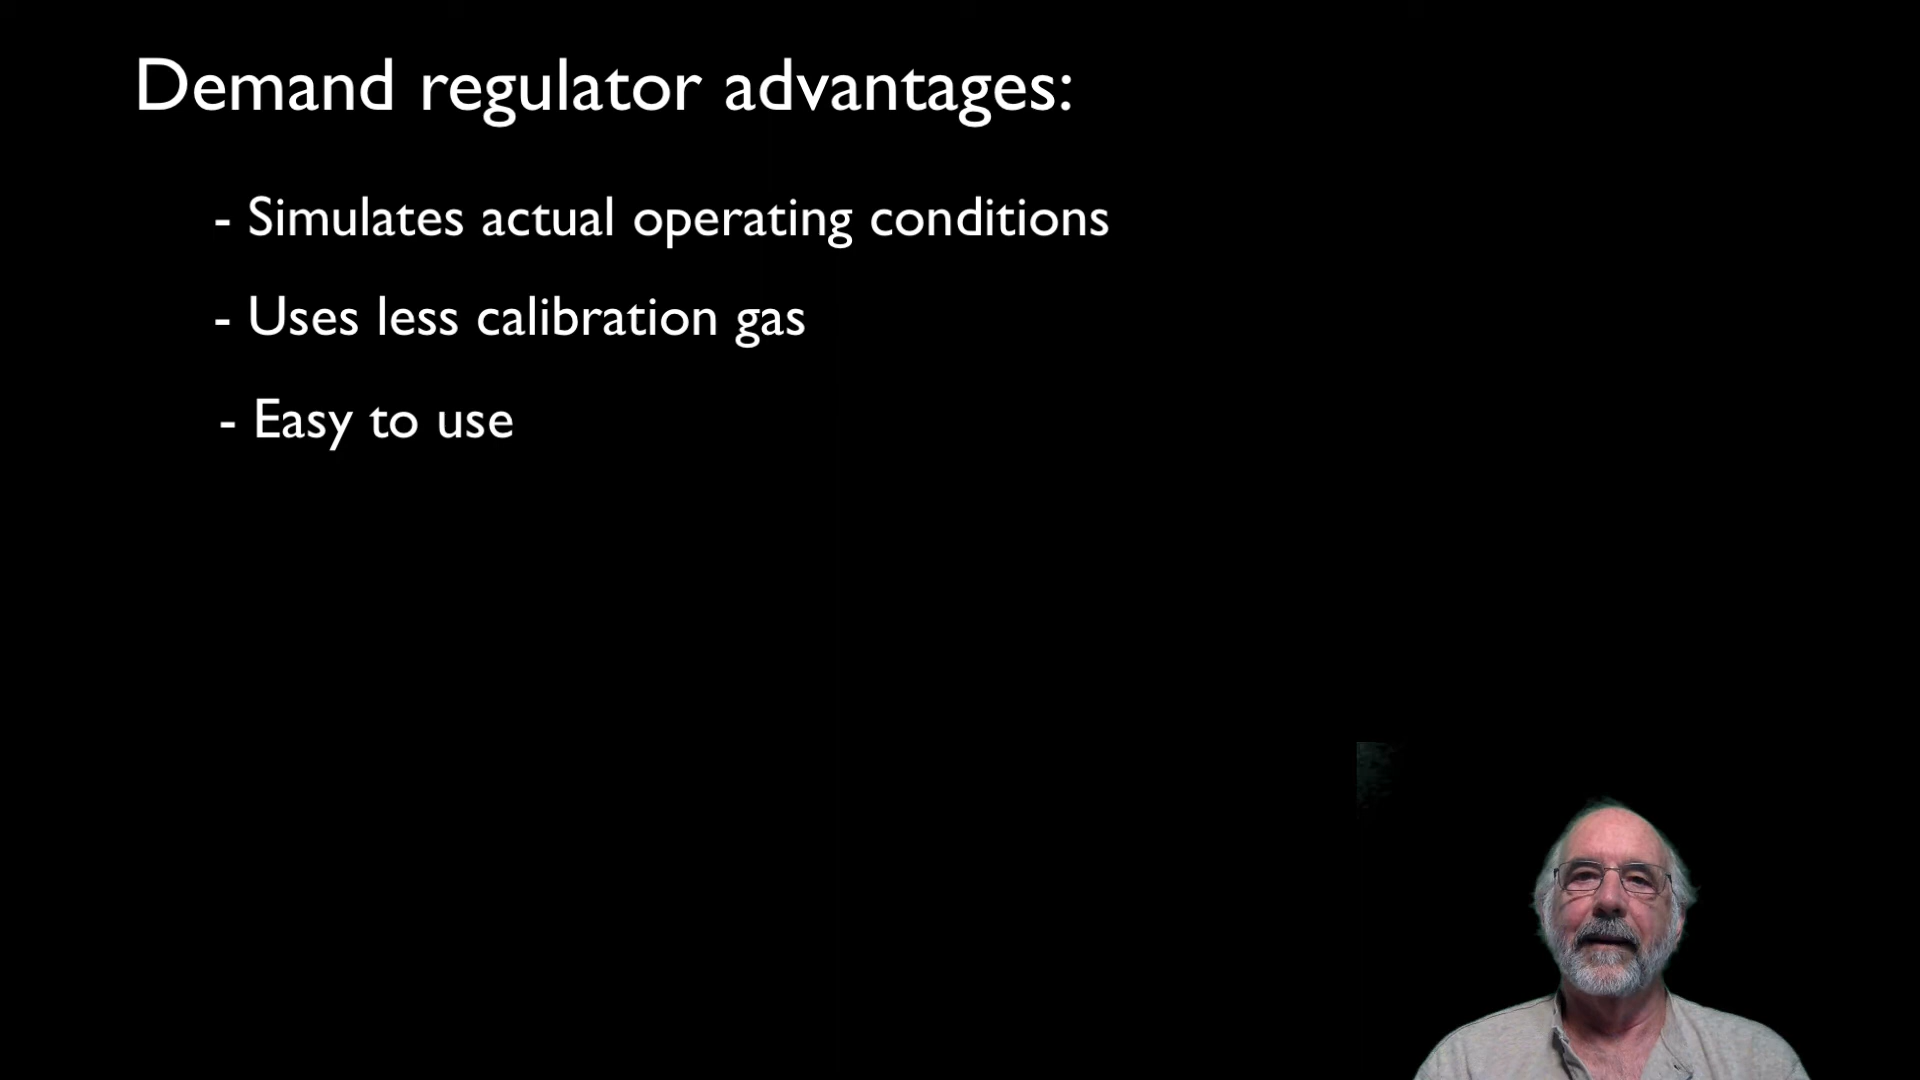 Demand regulator advantages:
- Simulates actual operating conditions
- Uses less calibration gas
- Easy to use